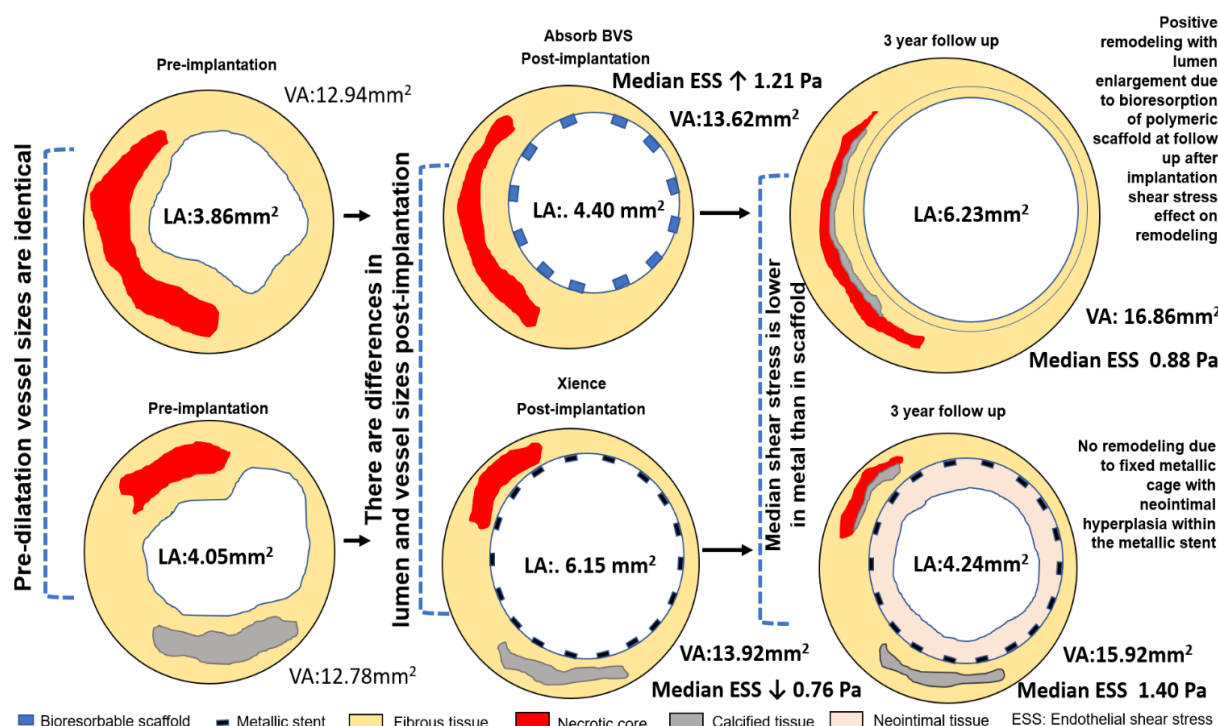 Pre-dilatation vessel sizes are identical
Pre-implantation
VA:12.94mm²
LA:3.86mm²
Pre-implantation
LA:4.05mm²
VA:12.78mm²
There are differences in
lumen and vessel sizes post-implantation
Absorb BVS
Post-implantation
Median ESS ↑ 1.21 Pa
VA:13.62mm²
LA:. 4.40 mm²
Xience
Post-implantation
LA:. 6.15 mm²
VA:13.92mm²
Median ESS ↓ 0.76 Pa
Median shear stress is lower
in metal than in scaffold
3 year follow up
LA:6.23mm²
VA: 16.86mm²
Median ESS 0.88 Pa
Positive
remodeling with
lumen
enlargement due
to bioresorption
of polymeric
scaffold at follow
up after
implantation
shear stress
effect on
remodeling
3 year follow up
LA:4.24mm²
VA:15.92mm²
Median ESS 1.40 Pa
No remodeling due
to fixed metallic
cage with
neointimal
hyperplasia within
the metallic stent
Bioresorbable scaffold
Metallic stent
Fibrous tissue
Necrotic core
Calcified tissue
Neointimal tissue
ESS: Endothelial shear stress